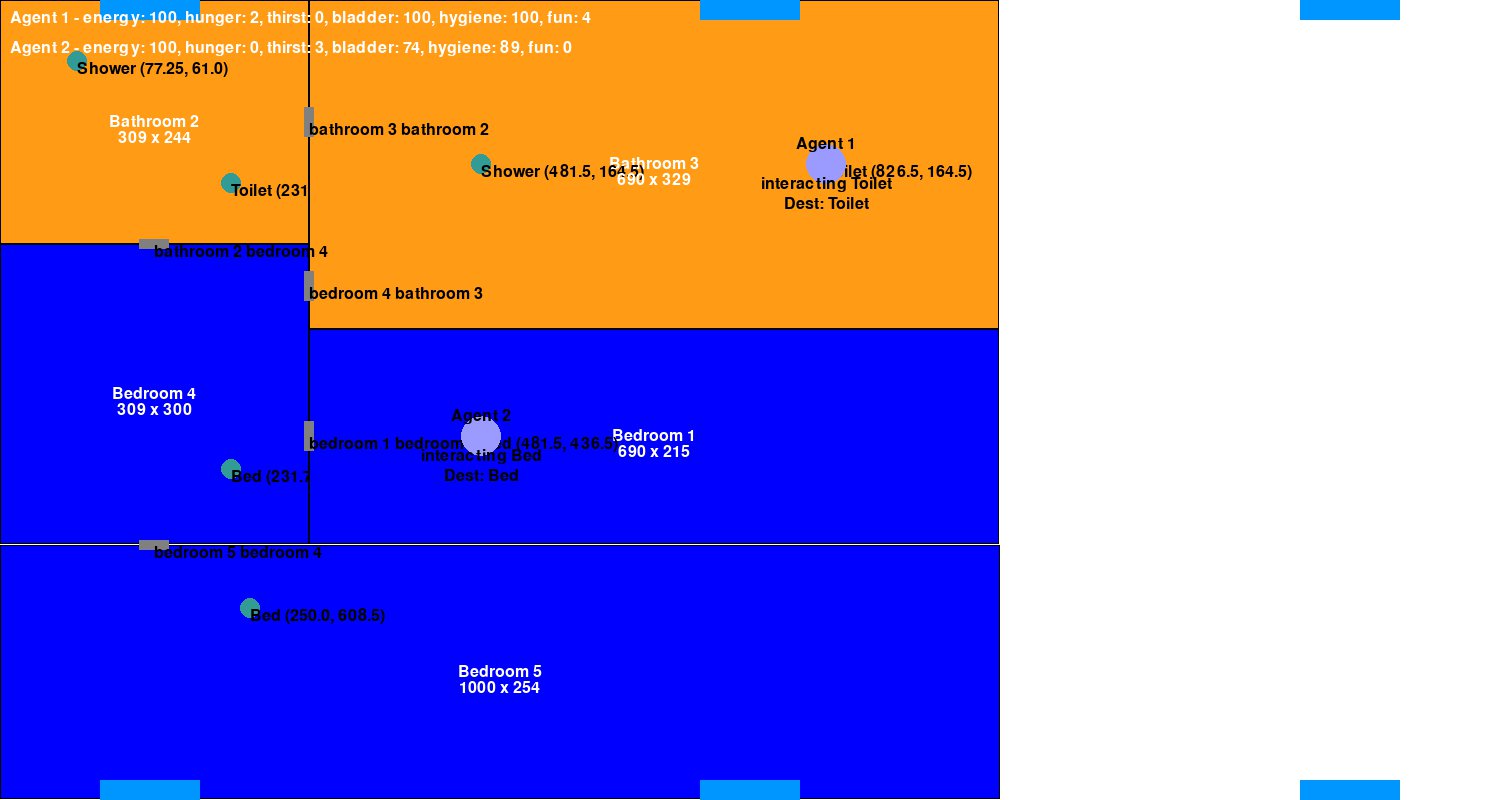 Agent 1 - energy: 100, hunger: 2, thirst: 0, bladder: 100, hygiene: 100, fun: 4
Agent 2 - energy: 100, hunger: 0, thirst: 3, bladder: 74, hygiene: 89, fun: 0
Shower (77.25, 61.0)
Bathroom 2
309 x 244
bathroom 3 bathroom 2
Agent 1
Shower (481.5, 164.5)
Bathroom 3
690 x 329
ilet (826.5, 164.5)
interacting Toilet
Dest: Toilet
Toilet (231
bathroom 2 bedroom 4
bedroom 4 bathroom 3
Bedroom 4
309 x 300
Agent 2
bedroom 1 bedroom
d (481.5, 436.5)
Bedroom 1
690 x 215
interacting Bed
Dest: Bed
Bed (231.7
bedroom 5 bedroom 4
Bed (250.0, 608.5)
Bedroom 5
1000 x 254